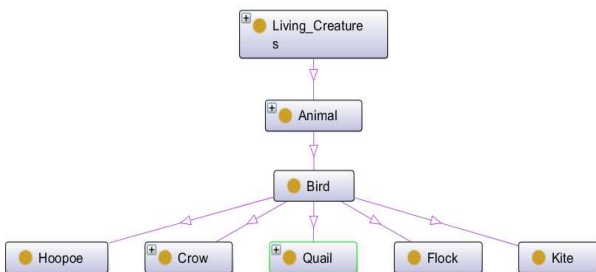 Living_Creature
s
Animal
Bird
Hoopoe
Crow
Quail
Flock
Kite